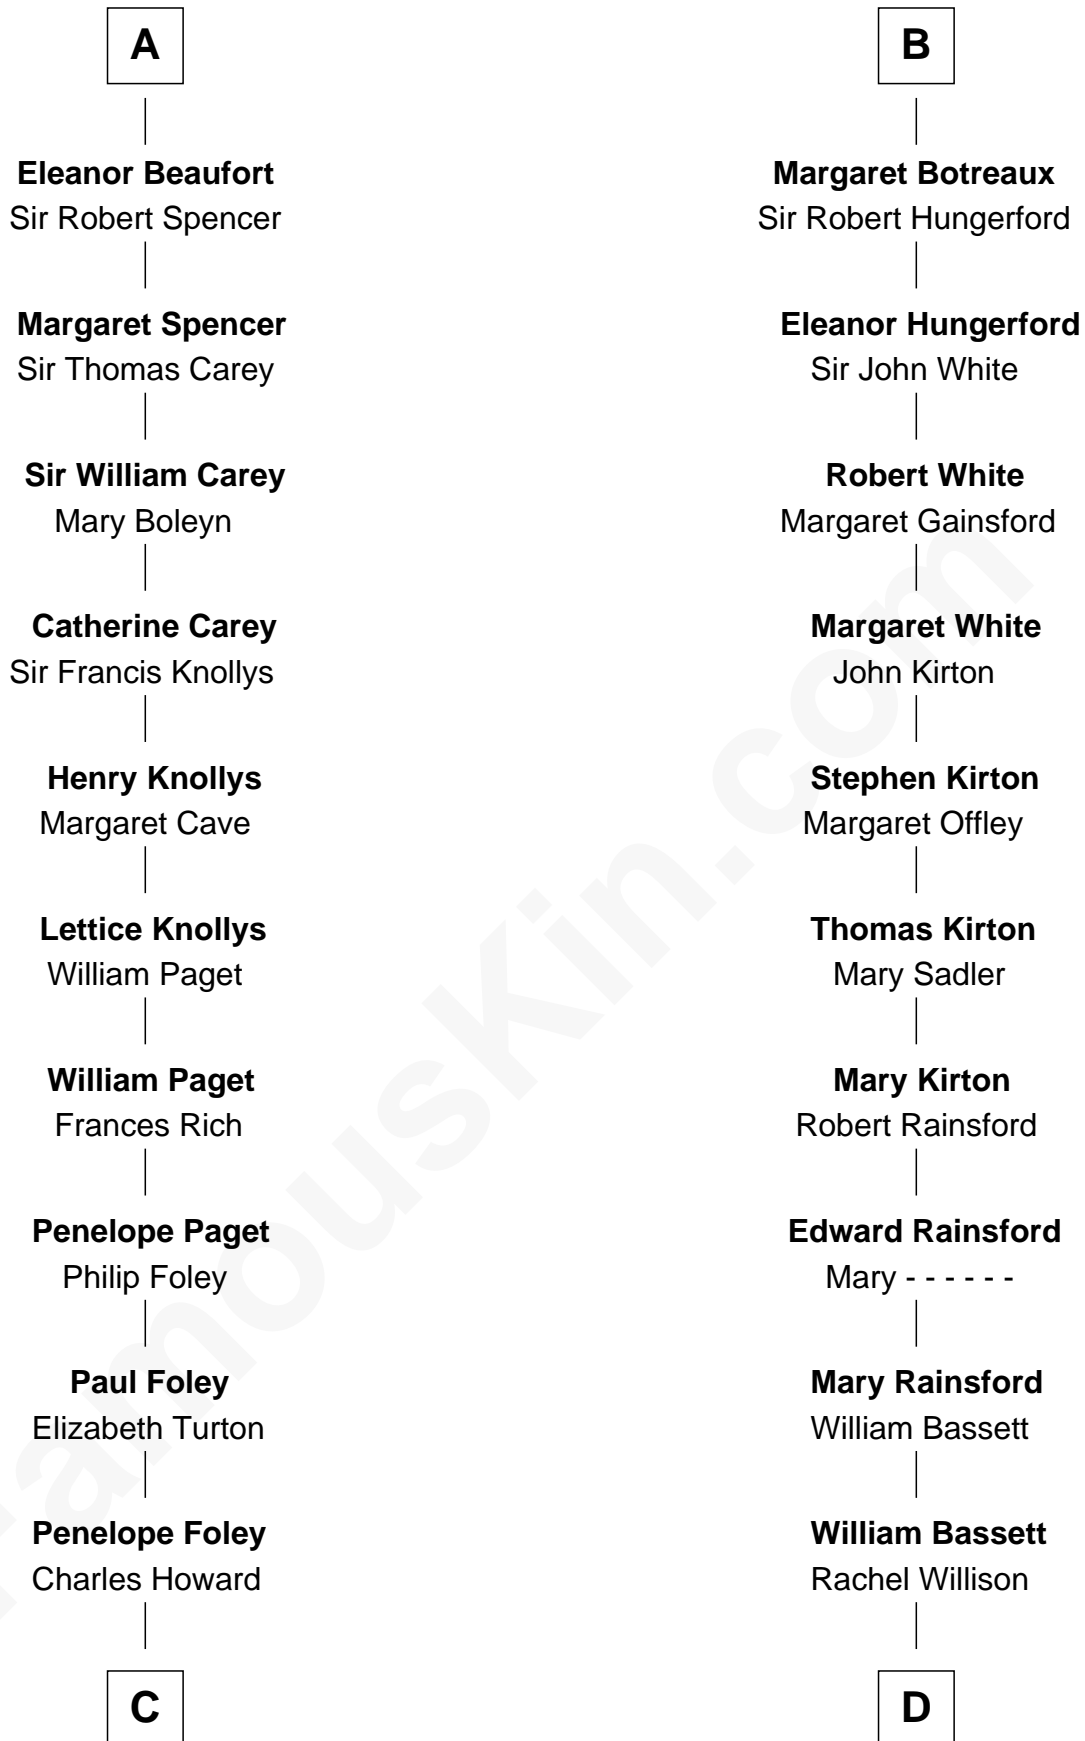 A
Eleanor Beaufort
Sir Robert Spencer
Margaret Spencer
Sir Thomas Carey
Sir William Carey
Mary Boleyn
Catherine Carey
Sir Francis Knollys
Henry Knollys
Margaret Cave
Lettice Knollys
William Paget
William Paget
Frances Rich
Penelope Paget
Philip Foley
Paul Foley
Elizabeth Turton
Penelope Foley
Charles Howard
C
B
Margaret Botreaux
Sir Robert Hungerford
Eleanor Hungerford
Sir John White
Robert White
Margaret Gainsford
Margaret White
John Kirton
Stephen Kirton
Margaret Offley
Thomas Kirton
Mary Sadler
Mary Kirton
Robert Rainsford
Edward Rainsford
Mary - - - - - -
Mary Rainsford
William Bassett
William Bassett
Rachel Willison
D
FamousKin.com